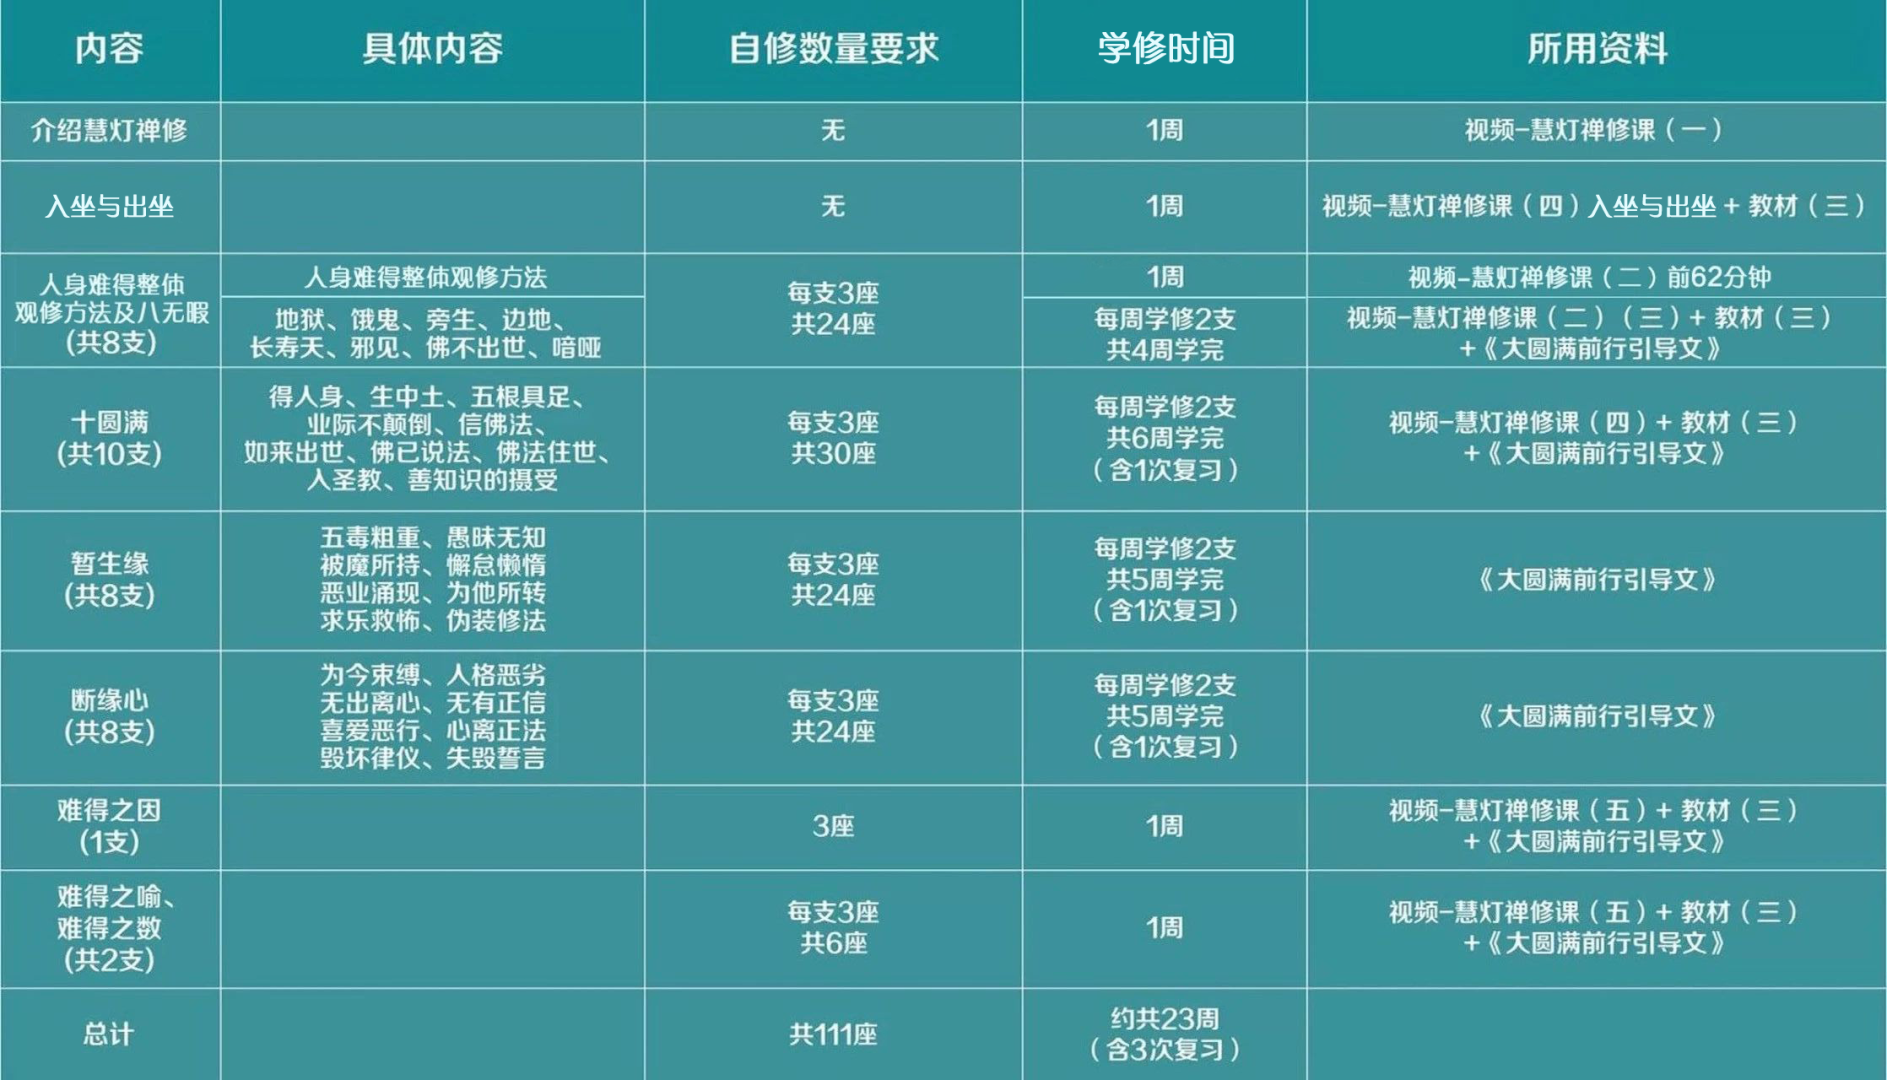 内容
具体内容
自修数量要求
学修时间
所用资料
介绍慧灯禅修
无
1周
视频-慧灯禅修课（一）
入坐与出坐
无
1周
视频-慧灯禅修课（四）入坐与出坐 + 教材（三）
人身难得整体
观修方法及八无暇
(共8支)
人身难得整体观修方法
地狱、饿鬼、旁生、边地、
长寿天、邪见、佛不出世、喑哑
每支3座
共24座
1周
每周学修2支
共4周学完
视频-慧灯禅修课（二）前62分钟
视频-慧灯禅修课（二）（三）+ 教材（三）
+《大圆满前行引导文》
十圆满
(共10支)
得人身、生中土、五根具足、
业际不颠倒、信佛法、
如来出世、佛已说法、佛法住世、
入圣教、善知识的摄受
每支3座
共30座
每周学修2支
共6周学完
（含1次复习）
视频-慧灯禅修课（四）+ 教材（三）
+《大圆满前行引导文》
暂生缘
(共8支)
五毒粗重、愚昧无知
被魔所持、懈怠懒惰
恶业涌现、为他所转
求乐救怖、伪装修法
每支3座
共24座
每周学修2支
共5周学完
（含1次复习）
《大圆满前行引导文》
断缘心
(共8支)
为今束缚、人格恶劣
无出离心、无有正信
喜爱恶行、心离正法
毁坏律仪、失毁誓言
每支3座
共24座
每周学修2支
共5周学完
（含1次复习）
《大圆满前行引导文》
难得之因
(1支)
3座
1周
视频-慧灯禅修课（五）+ 教材（三）
+《大圆满前行引导文》
难得之喻、
难得之数
(共2支)
每支3座
共6座
1周
视频-慧灯禅修课（五）+ 教材（三）
+《大圆满前行引导文》
总计
共111座
约共23周
（含3次复习）